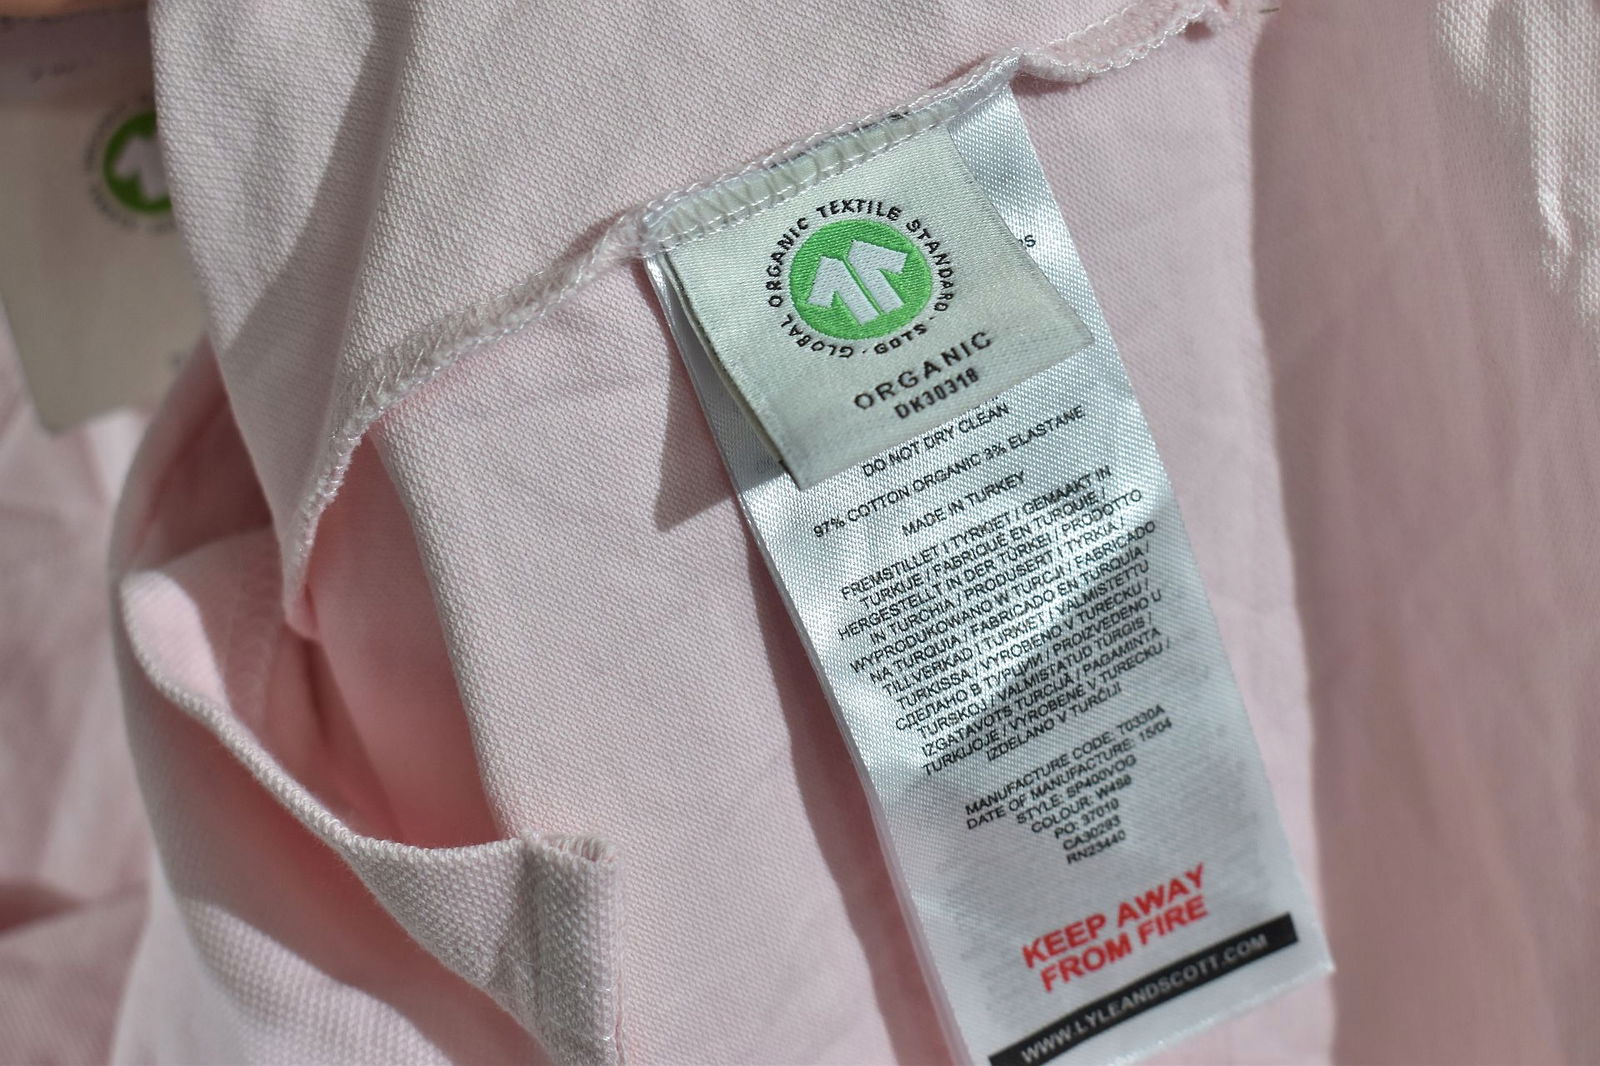 GLOBAL ORGANIC TEXTILE STANDARD · GOTS ·
ORGANIC
DK30318
DO NOT DRY CLEAN
97% COTTON ORGANIC 3% ELASTANE
MADE IN TURKEY
FREMSTILLET I TYRKIET / GEMAAKT IN
TURKIJE / FABRIQUÉ EN TURQUIE /
HERGESTELLT IN DER TÜRKEI / PRODOTTO
IN TURCHIA / PRODUSERT I TYRKIA /
WYPRODUKOWANO W TURCJI / FABRICADO
NA TURQUIA / FABRICADO EN TURQUÍA /
TILLVERKAD I TURKIET / VALMISTETTU
TURKISSA / VYROBENO V TURECKU /
СДЕЛАНО В ТУРЦИИ / PROIZVEDENO U
TURSKOJ / VALMISTATUD TÜRGIS /
IZGATAVOTS TURCIJĀ / PAGAMINTA
TURKIJOJE / VYROBENÉ V TURECKU /
IZDELANO V TURČIJI
MANUFACTURE CODE: T0330A
DATE OF MANUFACTURE: 15/04
STYLE: SP400VOG
COLOUR: W488
PO: 37010
CA30293
RN23440
KEEP AWAY
FROM FIRE
WWW.LYLEANDSCOTT.COM